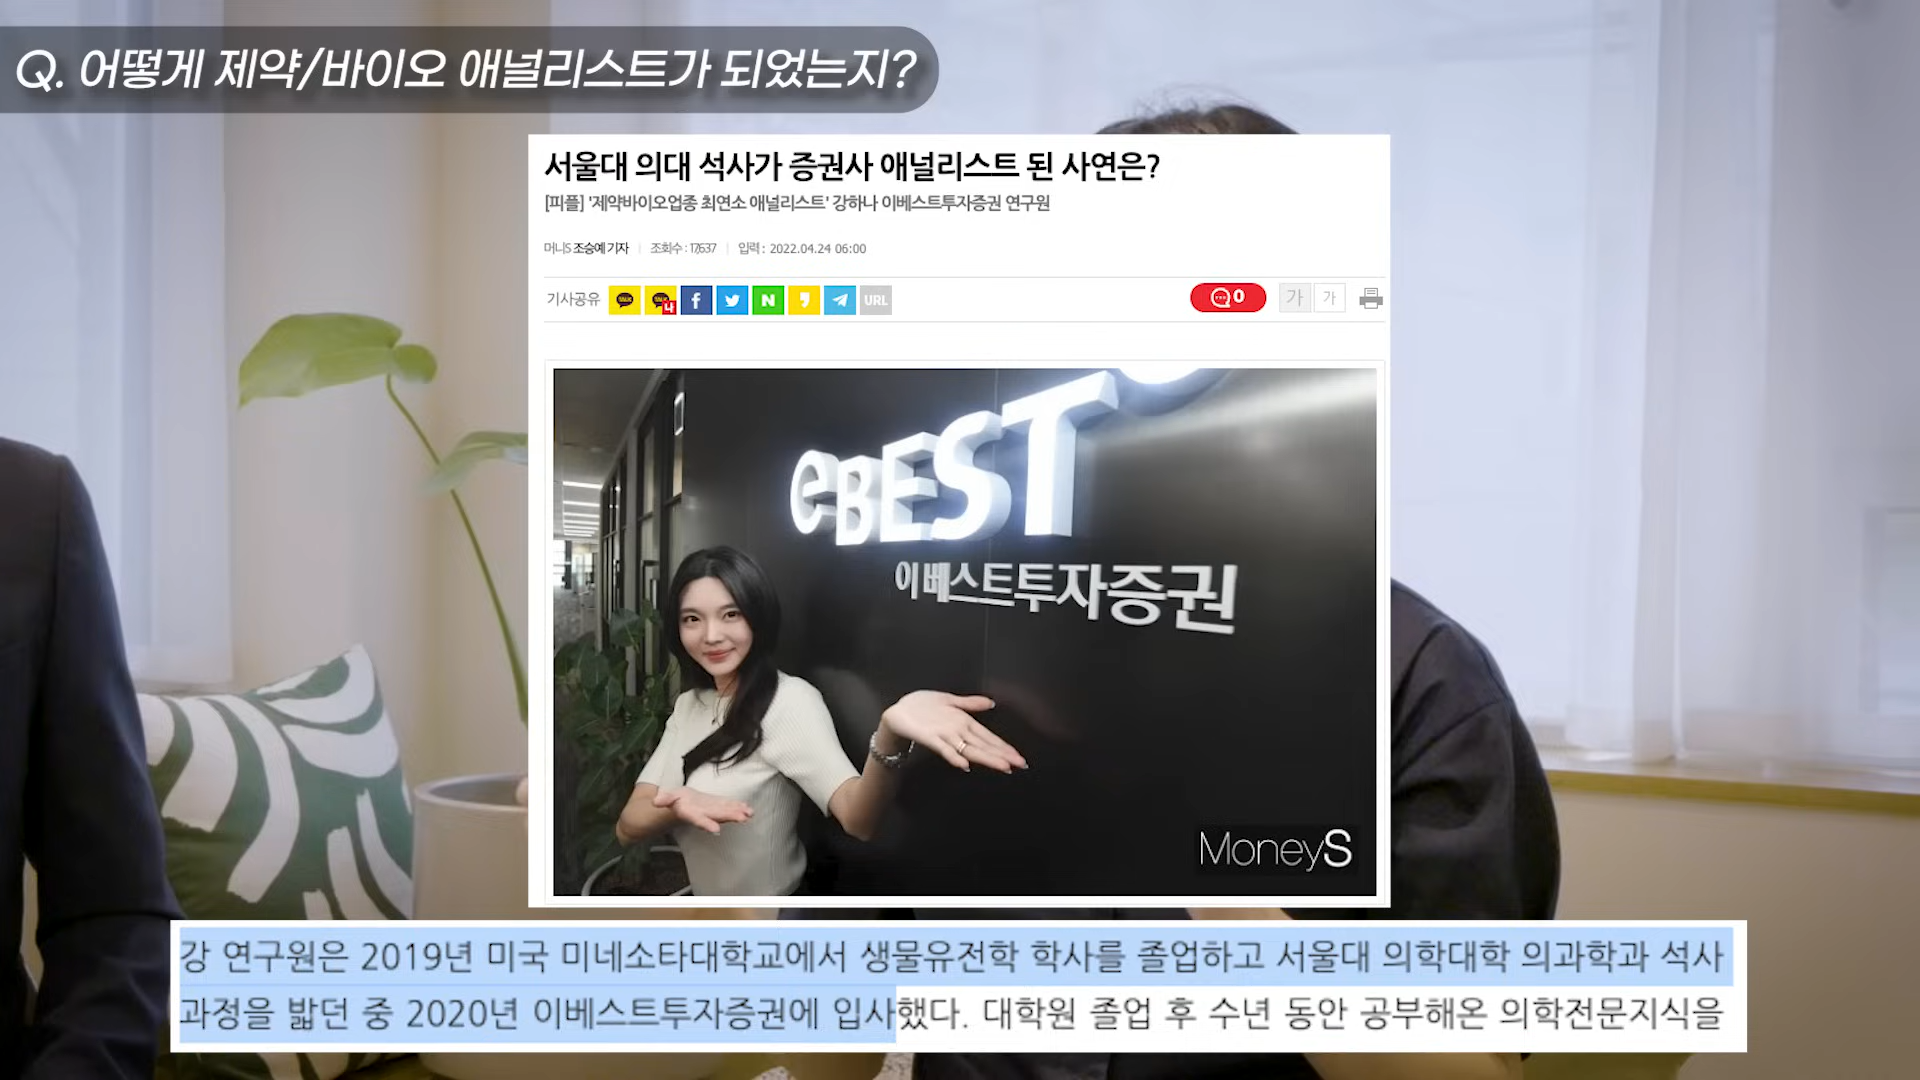 Q. 어떻게 제약/바이오 애널리스트가 되었는지?
서울대 의대 석사가 증권사 애널리스트 된 사연은?
[피플] '제약바이오업종 최연소 애널리스트' 강하나 이베스트투자증권 연구원
머니S 조승예 기자 | 조회수 : 17,637 | 입력 : 2022.04.24 06:00
기사공유 TALK TALK 나 f N URL 0 가 가
eBEST
이베스트투자증권
MoneyS
강 연구원은 2019년 미국 미네소타대학교에서 생물유전학 학사를 졸업하고 서울대 의학대학 의과학과 석사
과정을 밟던 중 2020년 이베스트투자증권에 입사했다. 대학원 졸업 후 수년 동안 공부해온 의학전문지식을